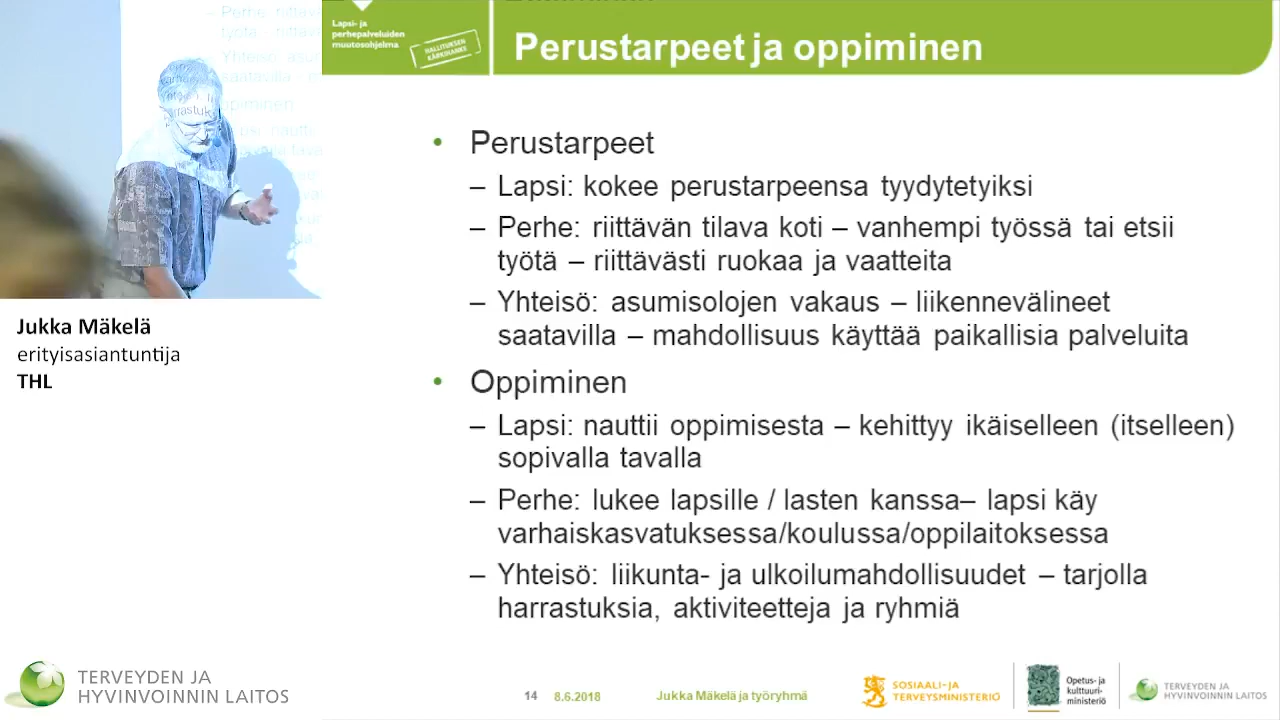 Lapsi- ja
perhepalveluiden
muutosohjelma
HALLITUKSEN
KÄRKIHANKE
Perustarpeet ja oppiminen
• Perustarpeet
– Lapsi: kokee perustarpeensa tyydytetyiksi
– Perhe: riittävän tilava koti – vanhempi työssä tai etsii
työtä – riittävästi ruokaa ja vaatteita
– Yhteisö: asumisolojen vakaus – liikennevälineet
saatavilla – mahdollisuus käyttää paikallisia palveluita
• Oppiminen
– Lapsi: nauttii oppimisesta – kehittyy ikäiselleen (itselleen)
sopivalla tavalla
– Perhe: lukee lapsille / lasten kanssa– lapsi käy
varhaiskasvatuksessa/koulussa/oppilaitoksessa
– Yhteisö: liikunta- ja ulkoilumahdollisuudet – tarjolla
harrastuksia, aktiviteetteja ja ryhmiä
Jukka Mäkelä
erityisasiantuntija
THL
TERVEYDEN JA
HYVINVOINNIN LAITOS
14 8.6.2018 Jukka Mäkelä ja työryhmä
SOSIAALI- JA
TERVEYSMINISTERIÖ
Opetus- ja
kulttuuri-
ministeriö
TERVEYDEN JA
HYVINVOINNIN LAITOS